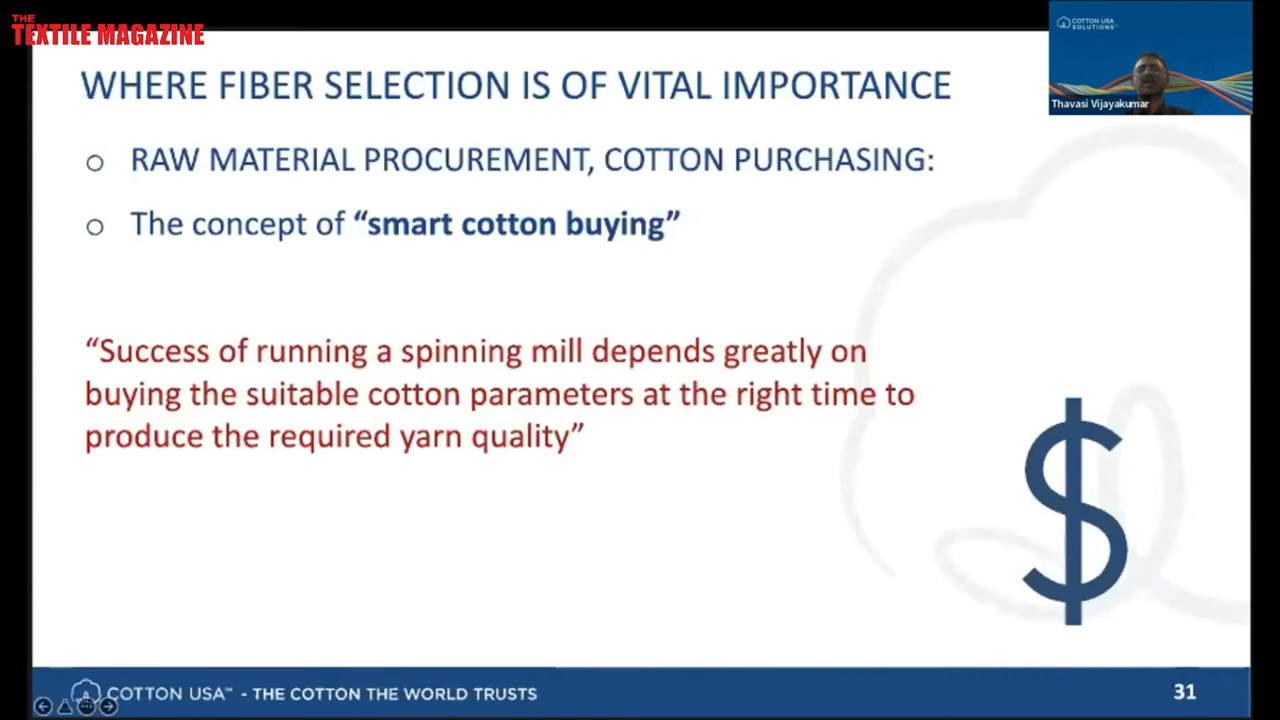 THE
TEXTILE MAGAZINE
COTTON USA
SOLUTIONS™
Thavasi Vijayakumar
WHERE FIBER SELECTION IS OF VITAL IMPORTANCE
○ RAW MATERIAL PROCUREMENT, COTTON PURCHASING:
○ The concept of “smart cotton buying”
“Success of running a spinning mill depends greatly on
buying the suitable cotton parameters at the right time to
produce the required yarn quality”
$
COTTON USA™ - THE COTTON THE WORLD TRUSTS
31